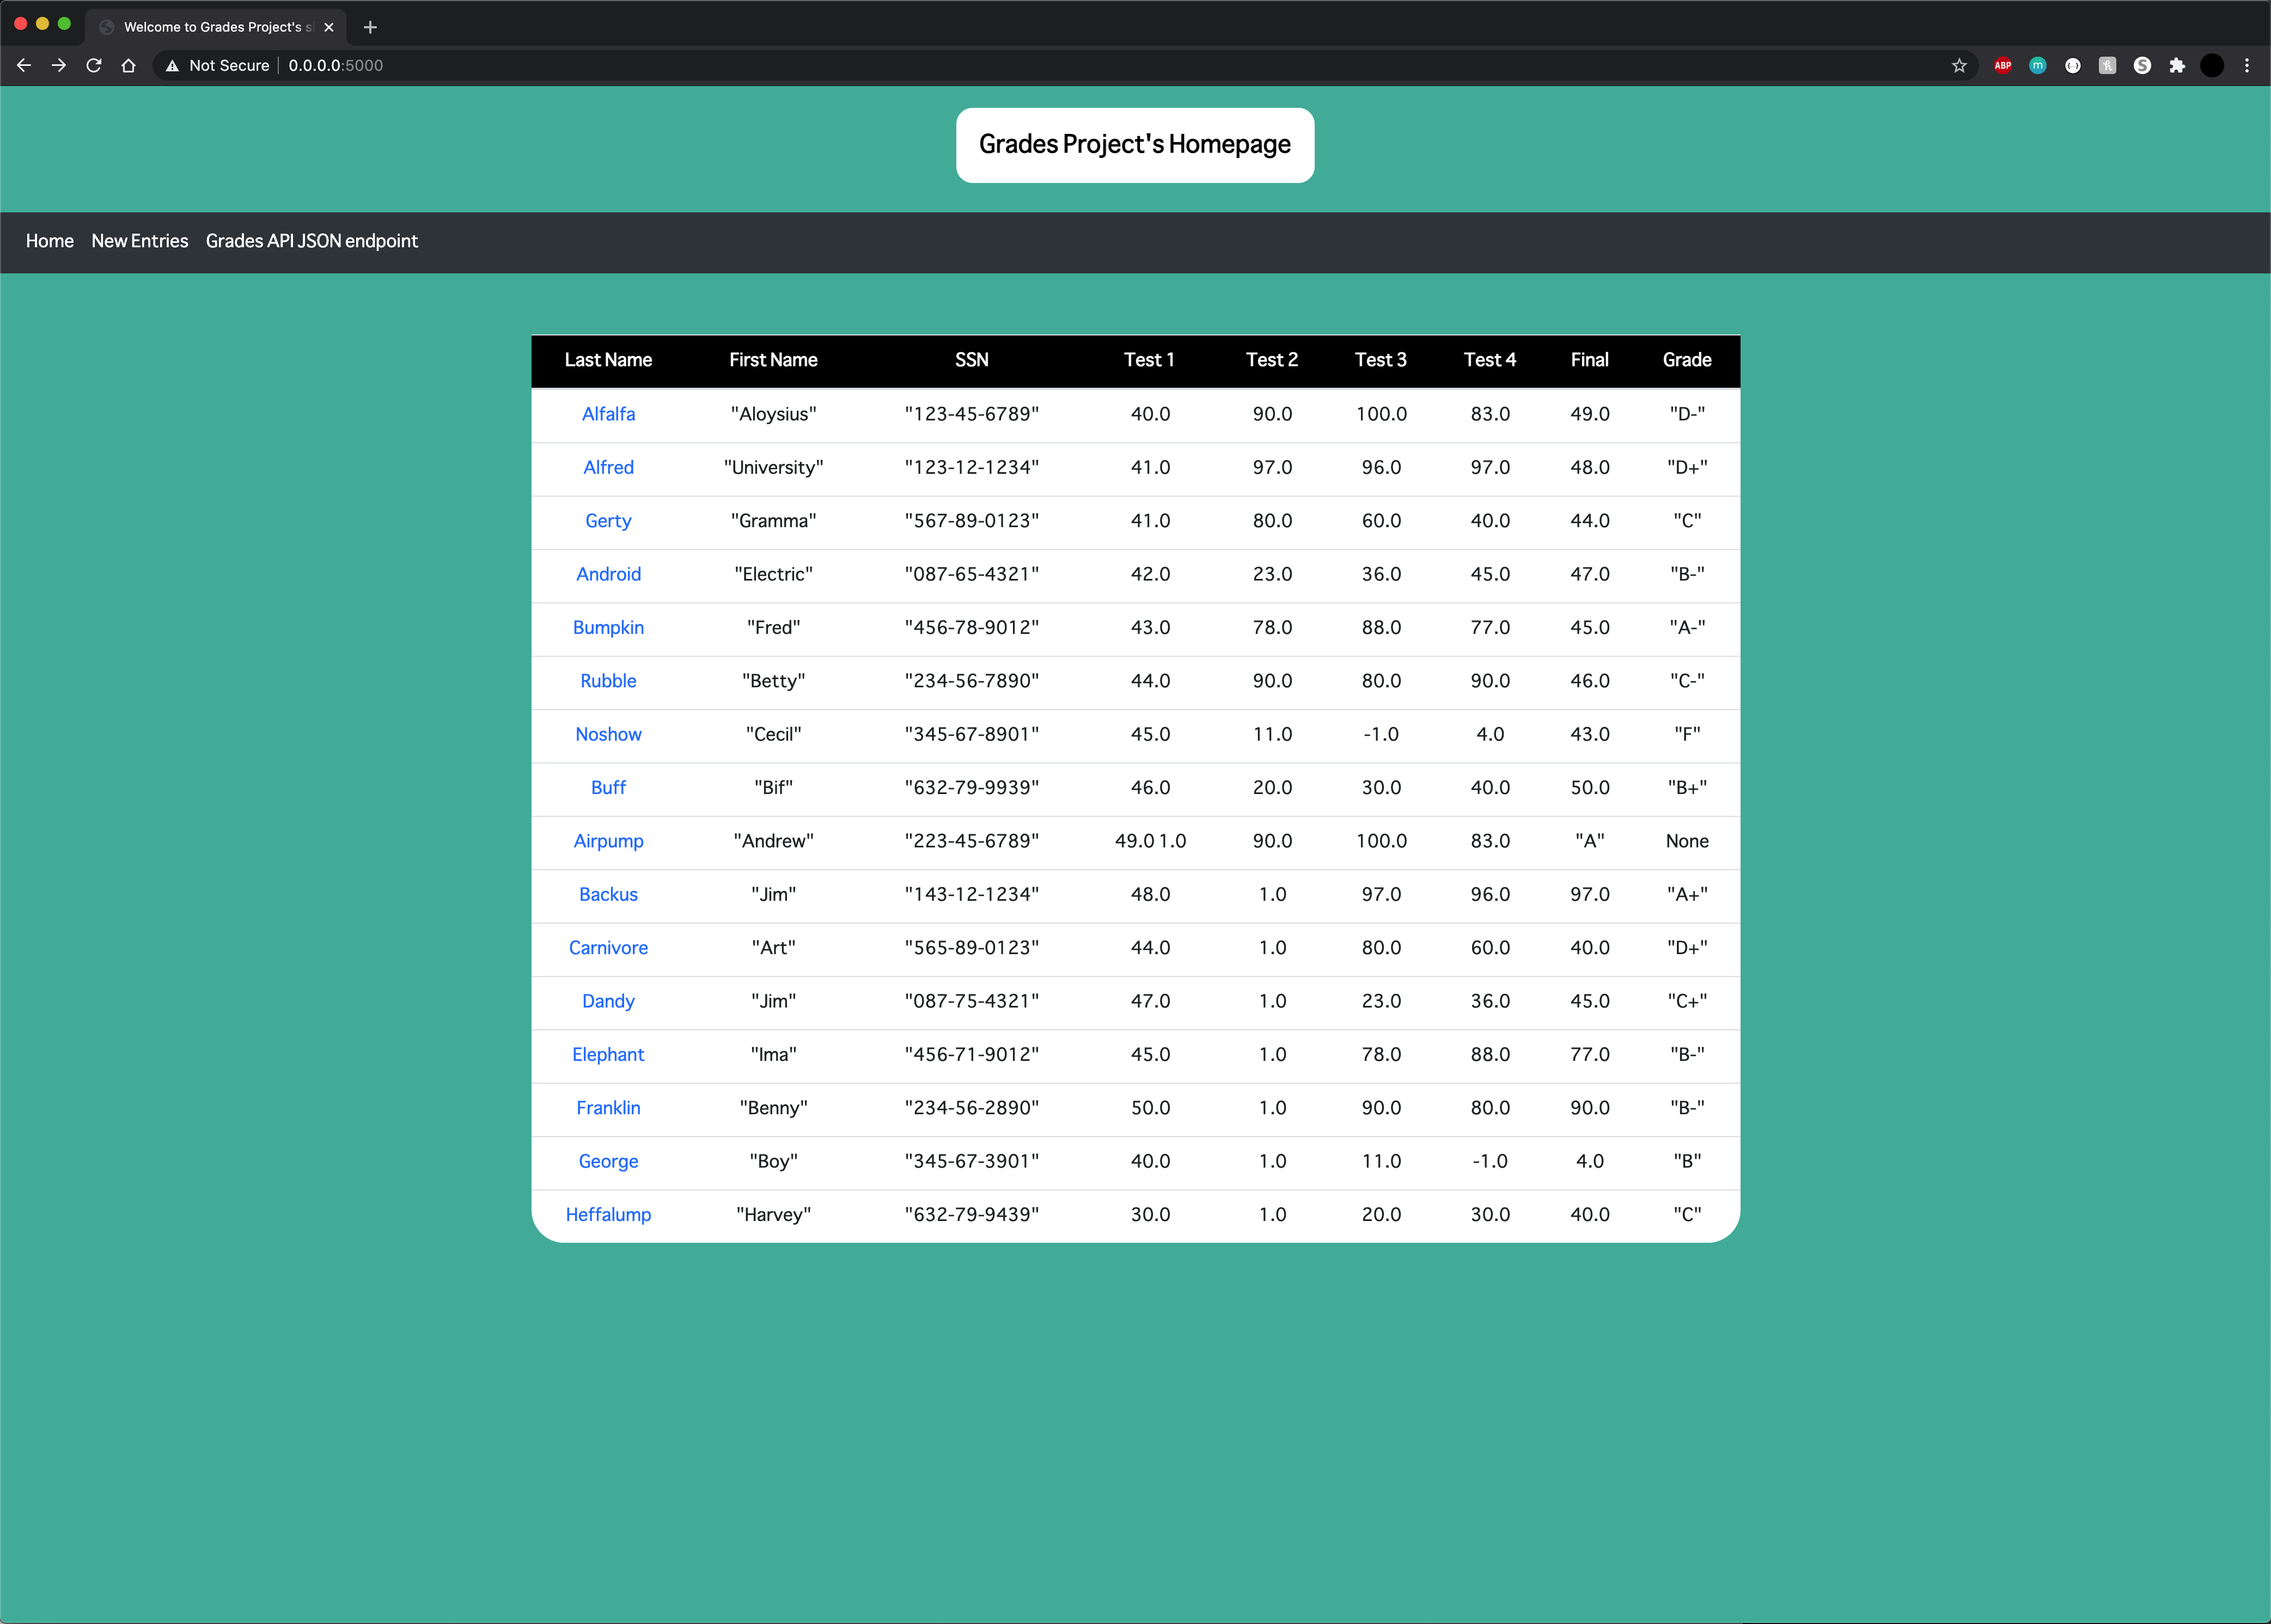 Welcome to Grades Project's s
Not Secure 0.0.0.0:5000
ABP m S
Grades Project's Homepage
Home New Entries Grades API JSON endpoint
Last Name First Name SSN Test 1 Test 2 Test 3 Test 4 Final Grade
Alfalfa "Aloysius" "123-45-6789" 40.0 90.0 100.0 83.0 49.0 "D-"
Alfred "University" "123-12-1234" 41.0 97.0 96.0 97.0 48.0 "D+"
Gerty "Gramma" "567-89-0123" 41.0 80.0 60.0 40.0 44.0 "C"
Android "Electric" "087-65-4321" 42.0 23.0 36.0 45.0 47.0 "B-"
Bumpkin "Fred" "456-78-9012" 43.0 78.0 88.0 77.0 45.0 "A-"
Rubble "Betty" "234-56-7890" 44.0 90.0 80.0 90.0 46.0 "C-"
Noshow "Cecil" "345-67-8901" 45.0 11.0 -1.0 4.0 43.0 "F"
Buff "Bif" "632-79-9939" 46.0 20.0 30.0 40.0 50.0 "B+"
Airpump "Andrew" "223-45-6789" 49.0 1.0 90.0 100.0 83.0 "A" None
Backus "Jim" "143-12-1234" 48.0 1.0 97.0 96.0 97.0 "A+"
Carnivore "Art" "565-89-0123" 44.0 1.0 80.0 60.0 40.0 "D+"
Dandy "Jim" "087-75-4321" 47.0 1.0 23.0 36.0 45.0 "C+"
Elephant "Ima" "456-71-9012" 45.0 1.0 78.0 88.0 77.0 "B-"
Franklin "Benny" "234-56-2890" 50.0 1.0 90.0 80.0 90.0 "B-"
George "Boy" "345-67-3901" 40.0 1.0 11.0 -1.0 4.0 "B"
Heffalump "Harvey" "632-79-9439" 30.0 1.0 20.0 30.0 40.0 "C"